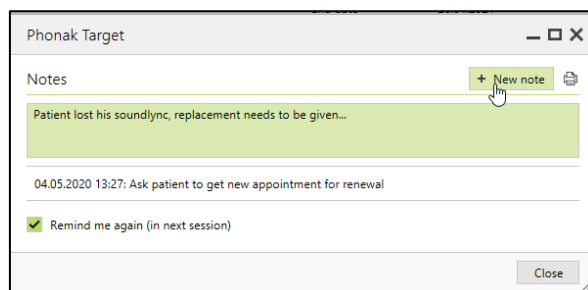 Phonak Target
Notes
+ New note
Patient lost his soundlync, replacement needs to be given...
04.05.2020 13:27: Ask patient to get new appointment for renewal
Remind me again (in next session)
Close